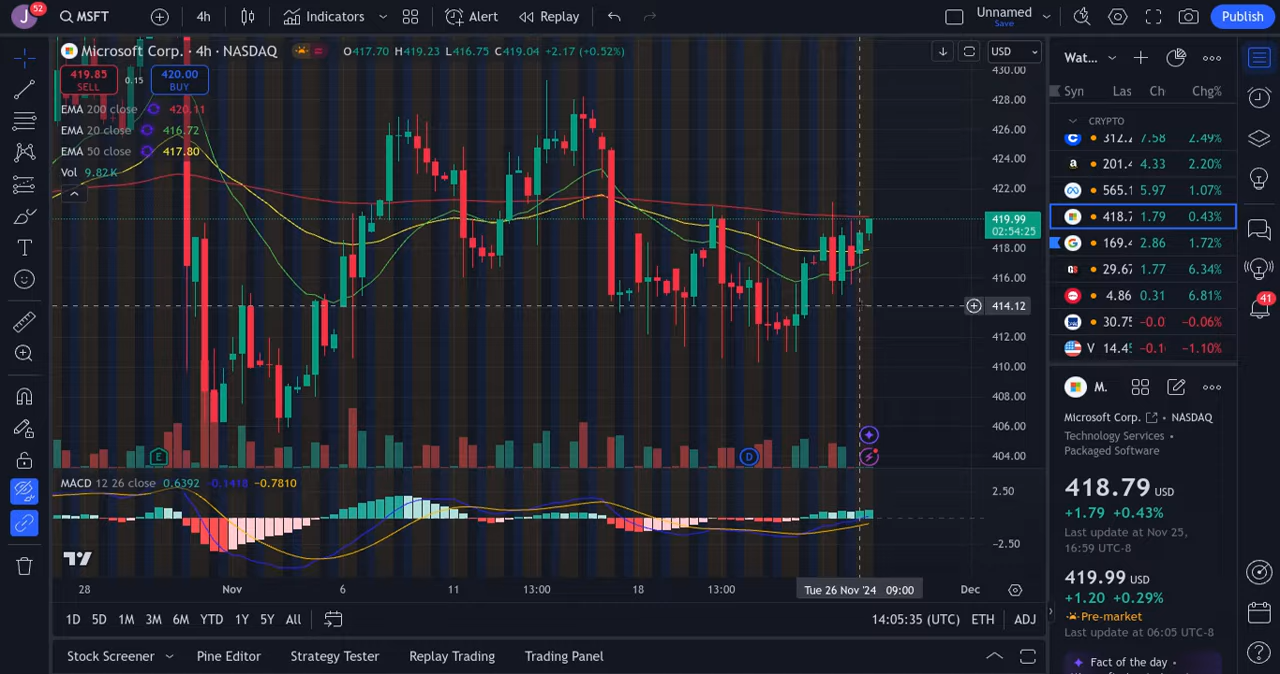 J
52
MSFT
4h
Indicators
Alert
Replay
Unnamed
Save
Publish
Microsoft Corp. · 4h · NASDAQ
O417.70 H419.23 L416.75 C419.04 +2.17 (+0.52%)
USD
419.85
SELL
0.15
420.00
BUY
EMA 200 close 420.11
EMA 20 close 416.72
EMA 50 close 417.80
Vol 9.82 K
430.00
428.00
426.00
424.00
422.00
419.99
02:54:25
418.00
416.00
414.12
412.00
410.00
408.00
406.00
404.00
E
D
MACD 12 26 close 0.6392 −0.1418 −0.7810
2.50
−2.50
28
Nov
6
11
13:00
18
13:00
Tue 26 Nov '24 09:00
Dec
1D 5D 1M 3M 6M YTD 1Y 5Y All
14:05:35 (UTC) ETH ADJ
Stock Screener
Pine Editor
Strategy Tester
Replay Trading
Trading Panel
Wat...
Syn Las Ch Chg%
CRYPTO
312.2 7.58 2.49%
201.4 4.33 2.20%
565.1 5.97 1.07%
418.7 1.79 0.43%
169.4 2.86 1.72%
29.67 1.77 6.34%
4.86 0.31 6.81%
30.75 −0.0 −0.06%
V 14.4 −0.1 −1.10%
M.
Microsoft Corp. · NASDAQ
Technology Services ·
Packaged Software
418.79 USD
+1.79 +0.43%
Last update at Nov 25,
16:59 UTC-8
419.99 USD
+1.20 +0.29%
Pre-market
Last update at 06:05 UTC-8
Fact of the day ·
41